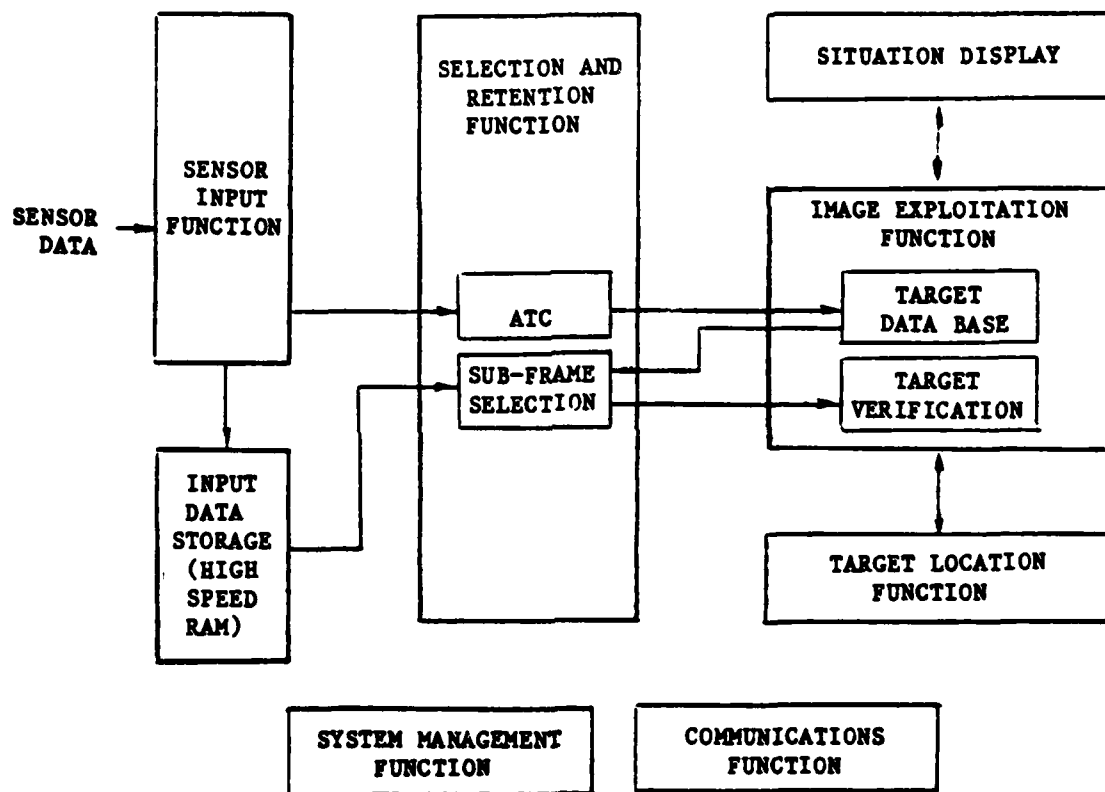 SENSOR
DATA
SENSOR
INPUT
FUNCTION
INPUT
DATA
STORAGE
(HIGH
SPEED
RAM)
SELECTION AND
RETENTION
FUNCTION
ATC
SUB-FRAME
SELECTION
SITUATION DISPLAY
IMAGE EXPLOITATION
FUNCTION
TARGET
DATA BASE
TARGET
VERIFICATION
TARGET LOCATION
FUNCTION
SYSTEM MANAGEMENT
FUNCTION
COMMUNICATIONS
FUNCTION